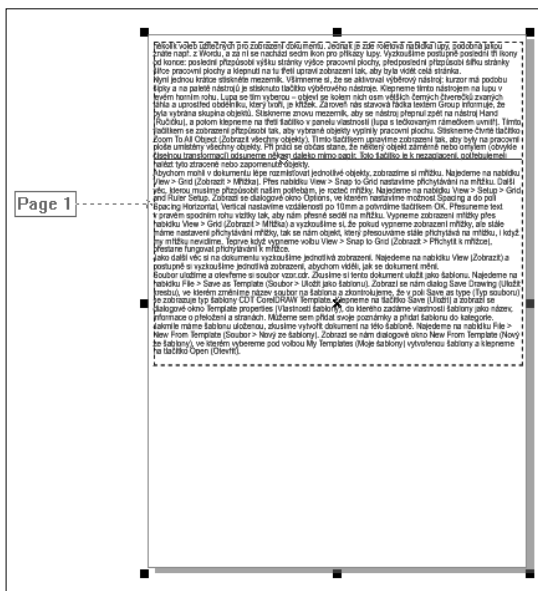 několik voleb užitečných pro zobrazení dokumentu. Jednak je zde roletová nabídka lupy, podobná jakou
znáte např. z Wordu, a za ní se nachází sedm ikon pro příkazy lupy. Vyzkoušíme postupně poslední tři ikony
od konce: poslední přizpůsobí výšku stránky výšce pracovní plochy, předposlední přizpůsobí šířku stránky
šířce pracovní plochy a klepnutí na tu třetí upraví zobrazení tak, aby byla vidět celá stránka.
Nyní jednou krátce stiskněte mezerník. Všimneme si, že se aktivoval výběrový nástroj: kurzor má podobu
šipky a na paletě nástrojů je stisknuto tlačítko výběrového nástroje. Klepneme tímto nástrojem na lupu v
levém horním rohu. Lupa se tím vyberou – objeví se kolem nich osm větších černých čtverečků zvaných
táhla a uprostřed obdélníku, který tvoří, je křížek. Zároveň nás stavová řádka textem Group informuje, že
byla vybrána skupina objektů. Stiskneme znovu mezerník, aby se nástroj přepnul zpět na nástroj Hand
(Ručičku), a potom klepneme na třetí tlačítko v panelu vlastností (lupa s tečkovaným rámečkem uvnitř). Tímto
tlačítkem se zobrazení přizpůsobí tak, aby vybrané objekty vyplnily pracovní plochu. Stiskneme čtvrté tlačítko
Zoom To All Object (Zobrazit všechny objekty). Tímto tlačítkem upravíme zobrazení tak, aby byly na pracovní
ploše umístěny všechny objekty. Při práci se občas stane, že některý objekt záměrně nebo omylem (obvykle
číselnou transformací) odsuneme někam daleko mimo papír. Toto tlačítko je k nezaplacení, potřebujeme-li
nalézt tyto ztracené nebo zapomenuté objekty.
Abychom mohli v dokumentu lépe rozmisťovat jednotlivé objekty, zobrazíme si mřížku. Najedeme na nabídku
View > Grid (Zobrazit > Mřížka). Přes nabídku View > Snap to Grid nastavíme přichytávání na mřížku. Další
věc, kterou musíme přizpůsobit našim potřebám, je rozteč mřížky. Najedeme na nabídku View > Setup > Grid
and Ruler Setup. Zobrazí se dialogové okno Options, ve kterém nastavíme možnost Spacing a do polí
Spacing Horizontal, Vertical nastavíme vzdálenosti po 10mm a potvrdíme tlačítkem OK. Přesuneme text
v pravém spodním rohu vizitky tak, aby nám přesně seděl na mřížku. Vypneme zobrazení mřížky přes
nabídku View > Grid (Zobrazit > Mřížka) a vyzkoušíme si, že pokud vypneme zobrazení mřížky, ale stále
máme nastavení přichytávání mřížky, tak se nám objekt, který přesouváme stále přichytává na mřížku, i když
my mřížku nevidíme. Teprve když vypneme volbu View > Snap to Grid (Zobrazit > Přichytit k mřížce),
přestane fungovat přichytávání k mřížce.
Jako další věc si na dokumentu vyzkoušíme jednotlivá zobrazení. Najedeme na nabídku View (Zobrazit) a
postupně si vyzkoušíme jednotlivá zobrazení, abychom viděli, jak se dokument mění.
Soubor uložíme a otevřeme si soubor vzor.cdr. Zkusíme si tento dokument uložit jako šablonu. Najedeme na
nabídku File > Save as Template (Soubor > Uložit jako šablonu). Zobrazí se nám dialog Save Drawing (Uložit
kresbu), ve kterém změníme název soubor na šablona a zkontrolujeme, že v poli Save as type (Typ souboru)
se zobrazuje typ šablony CDT CorelDRAW Template. Klepneme na tlačítko Save (Uložit) a zobrazí se
dialogové okno Template properties (Vlastnosti šablony), do kterého zadáme vlastnosti šablony jako název,
informace o přeložení a stranách. Můžeme sem přidat svoje poznámky a přidat šablonu do kategorie.
Jakmile máme šablonu uloženou, zkusíme vytvořit dokument na této šabloně. Najedeme na nabídku File >
New From Template (Soubor > Nový ze šablony). Zobrazí se nám dialogové okno New From Template (Nový
ze šablony), ve kterém vybereme pod volbou My Templates (Moje šablony) vytvořenou šablonu a klepneme
na tlačítko Open (Otevřít).
Page 1